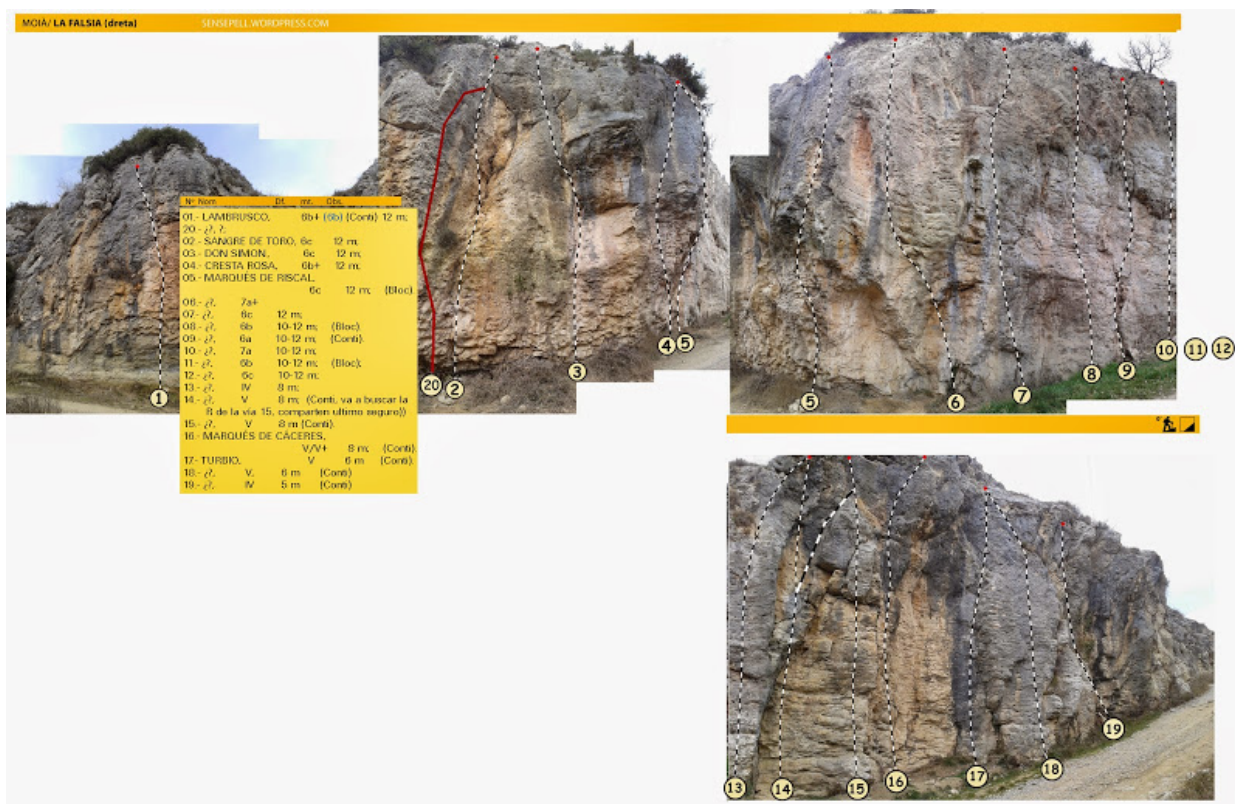 MOIÀ/ LA FALSIA (dreta) SENSEPELL.WORDPRESS.COM
Nº Nom Df. mt. Obs.
01.- LAMBRUSCO, 6b+ (6b) (Conti) 12 m;
20.- ¿?, ?;
02.- SANGRE DE TORO, 6c 12 m;
03.- DON SIMON, 6c 12 m;
04.- CRESTA ROSA, 6b+ 12 m;
05.- MARQUÈS DE RISCAL,
6c 12 m; (Bloc).
06.- ¿?, 7a+
07.- ¿?, 6c 12 m;
08.- ¿?, 6b 10-12 m; (Bloc).
09.- ¿?, 6a 10-12 m; (Conti).
10.- ¿?, 7a 10-12 m;
11.- ¿?, 6b 10-12 m; (Bloc);
12.- ¿?, 6c 10-12 m;
13.- ¿?, IV 8 m;
14.- ¿?, V 8 m; (Conti, va a buscar la
R de la via 15, comparten ultimo seguro))
15.- ¿?, V 8 m (Conti).
16.- MARQUÈS DE CÁCERES,
V/V+ 8 m; (Conti)
17.- TURBIO, V 6 m (Conti).
18.- ¿?, V, 6 m (Conti)
19.- ¿?, IV 5 m (Conti)
1
20 2 3 4 5
5 6 7 8 9 10 11 12
13 14 15 16 17 18 19